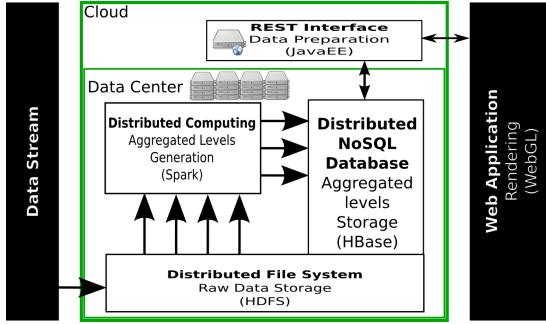 Cloud
REST Interface
Data Preparation
(JavaEE)
Data Center
Distributed Computing
Aggregated Levels
Generation
(Spark)
Distributed
NoSQL
Database
Aggregated
levels
Storage
(HBase)
Distributed File System
Raw Data Storage
(HDFS)
Data Stream
Web Application
Rendering
(WebGL)